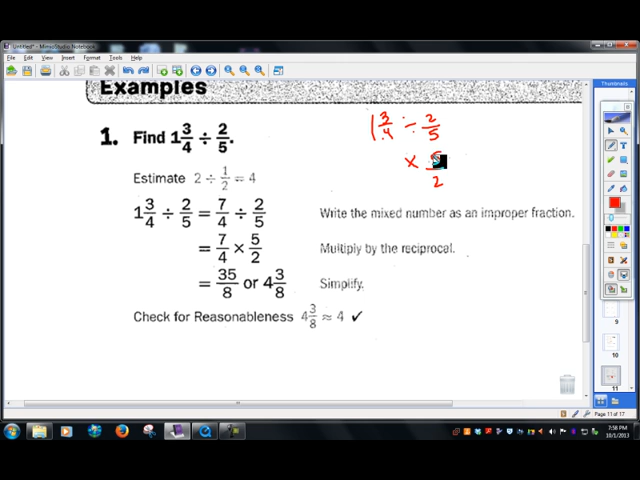 Untitled* - MimioStudio Notebook
File Edit View Insert Format Tools Help
Thumbnails
Examples
1. Find 1 3/4 ÷ 2/5.
1 3/4 ÷ 2/5
× 5/2
Estimate 2 ÷ 1/2 = 4
1 3/4 ÷ 2/5 = 7/4 ÷ 2/5 Write the mixed number as an improper fraction.
= 7/4 × 5/2 Multiply by the reciprocal.
= 35/8 or 4 3/8 Simplify.
Check for Reasonableness 4 3/8 ≈ 4 ✓
9
10
11
Page 11 of 17
7:58 PM
10/1/2013